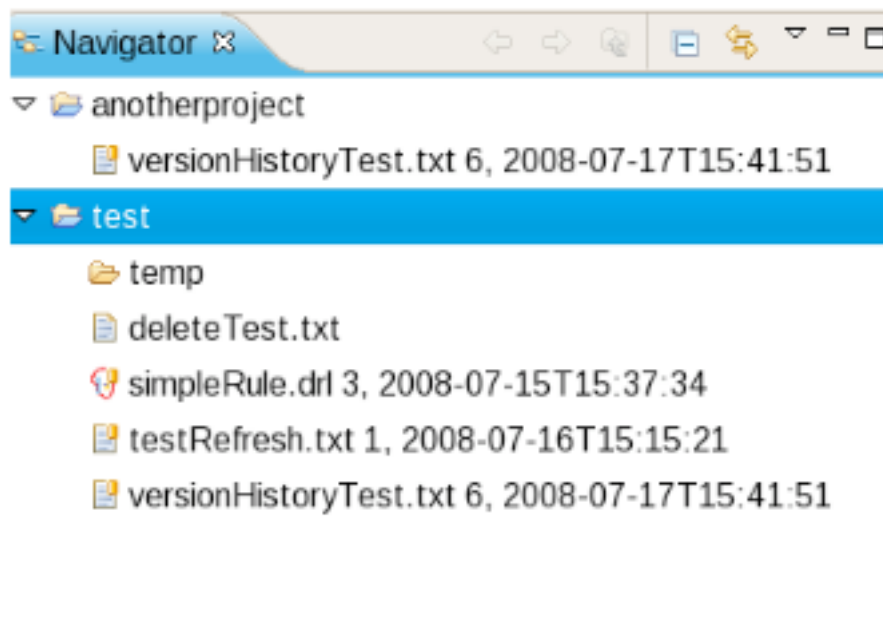 Navigator
anotherproject
versionHistoryTest.txt 6, 2008-07-17T15:41:51
test
temp
deleteTest.txt
simpleRule.drl 3, 2008-07-15T15:37:34
testRefresh.txt 1, 2008-07-16T15:15:21
versionHistoryTest.txt 6, 2008-07-17T15:41:51